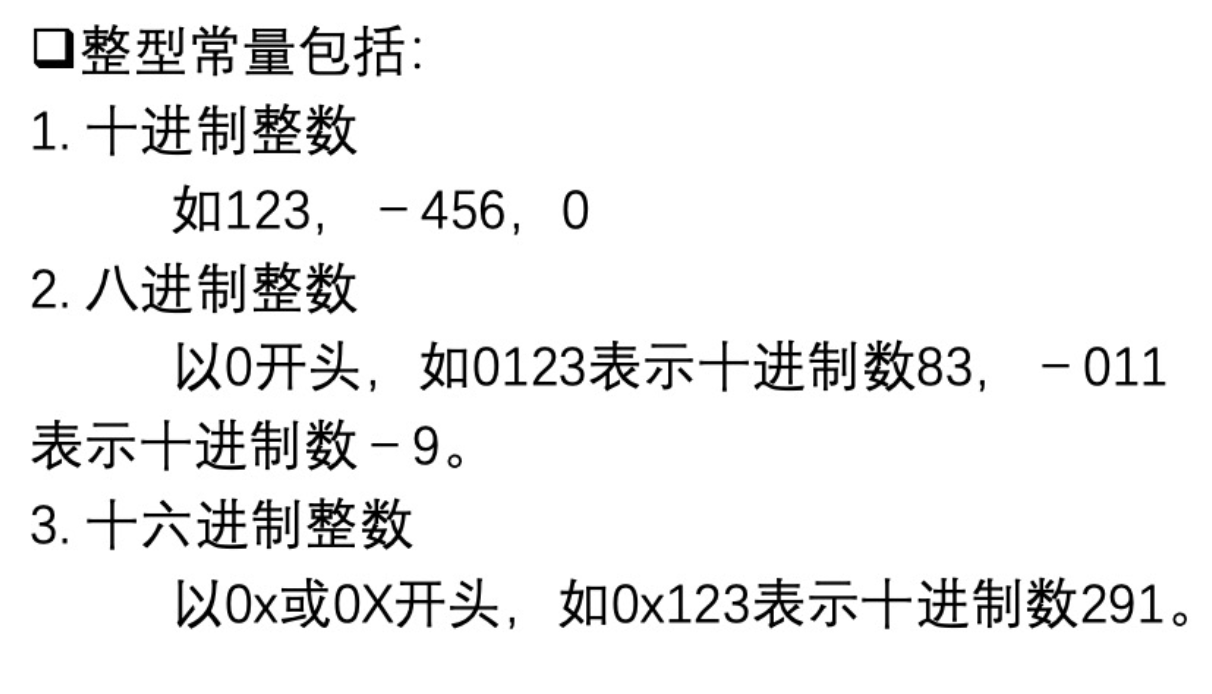 ❑整型常量包括:
1. 十进制整数
如123, －456, 0
2. 八进制整数
以0开头, 如0123表示十进制数83, －011
表示十进制数－9。
3. 十六进制整数
以0x或0X开头, 如0x123表示十进制数291。